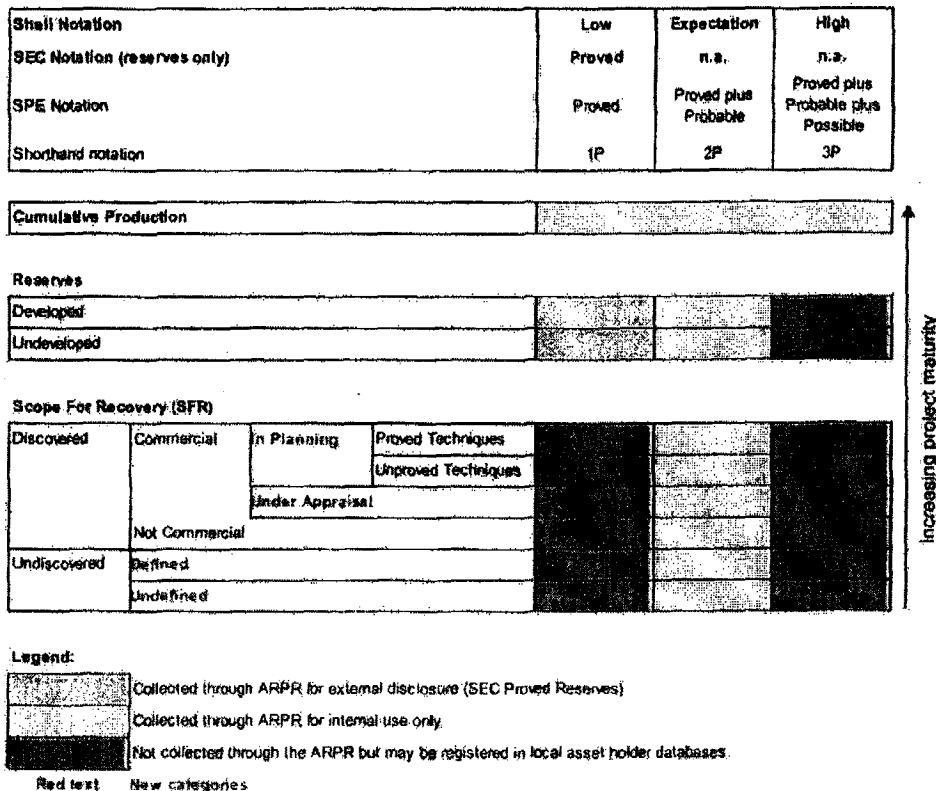 Shell Notation Low Expectation High
SEC Notation (reserves only) Proved n.a. n.a.
SPE Notation Proved Proved plus Probable Proved plus Probable plus Possible
Shorthand notation 1P 2P 3P
Cumulative Production
Reserves
Developed
Undeveloped
Scope For Recovery (SFR)
Discovered Commercial In Planning Proved Techniques
Unproved Techniques
Under Appraisal
Not Commercial
Undiscovered Defined
Undefined
Increasing project maturity
Legend:
Collected through ARPR for external disclosure (SEC Proved Reserves)
Collected through ARPR for internal use only.
Not collected through the ARPR but may be registered in local asset holder databases.
Red text New categories